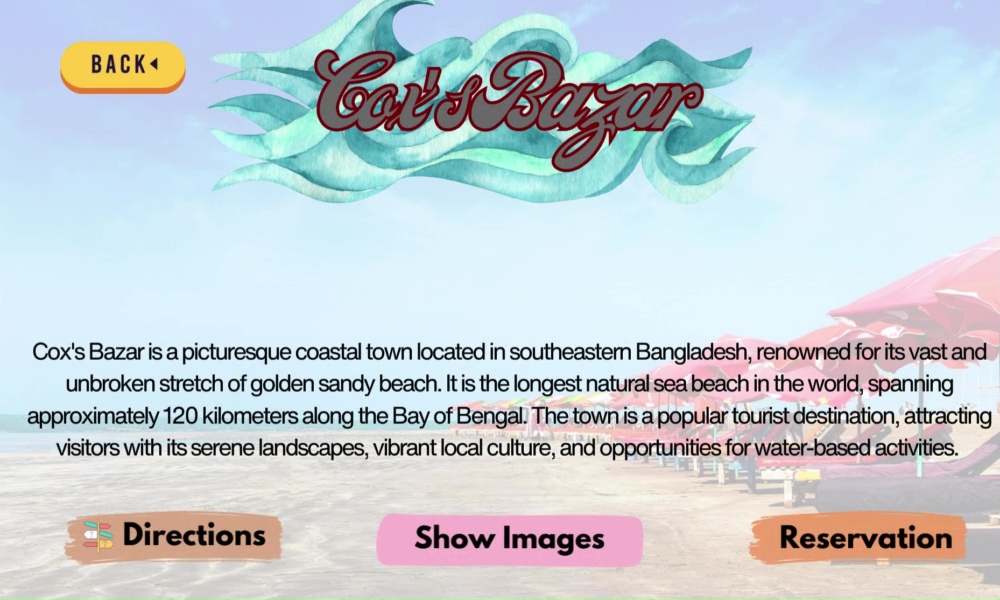 BACK
Cox's Bazar
Cox's Bazar is a picturesque coastal town located in southeastern Bangladesh, renowned for its vast and
unbroken stretch of golden sandy beach. It is the longest natural sea beach in the world, spanning
approximately 120 kilometers along the Bay of Bengal. The town is a popular tourist destination, attracting
visitors with its serene landscapes, vibrant local culture, and opportunities for water-based activities.
Directions
Show Images
Reservation